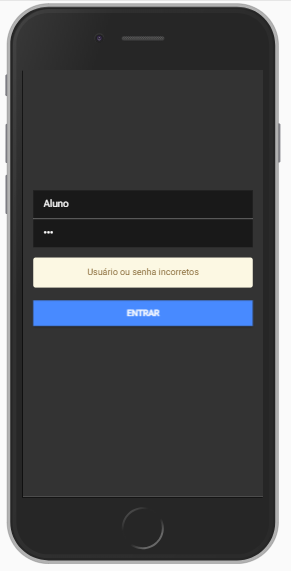 Aluno
•••
Usuário ou senha incorretos
ENTRAR